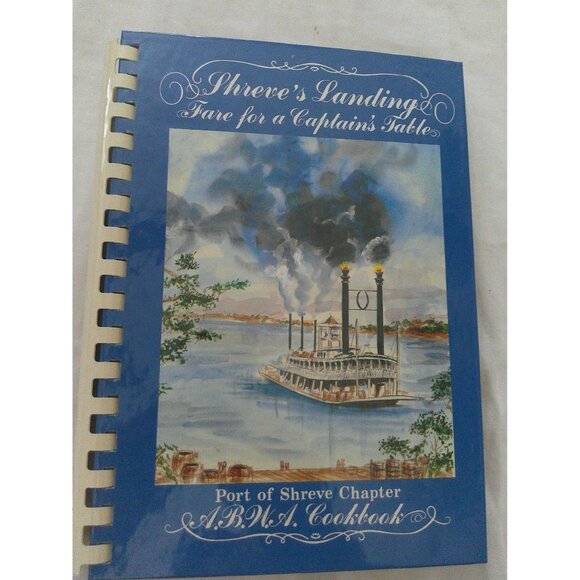 Shreve's Landing
Fare for a Captain's Table
Port of Shreve Chapter
A.B.W.A. Cookbook